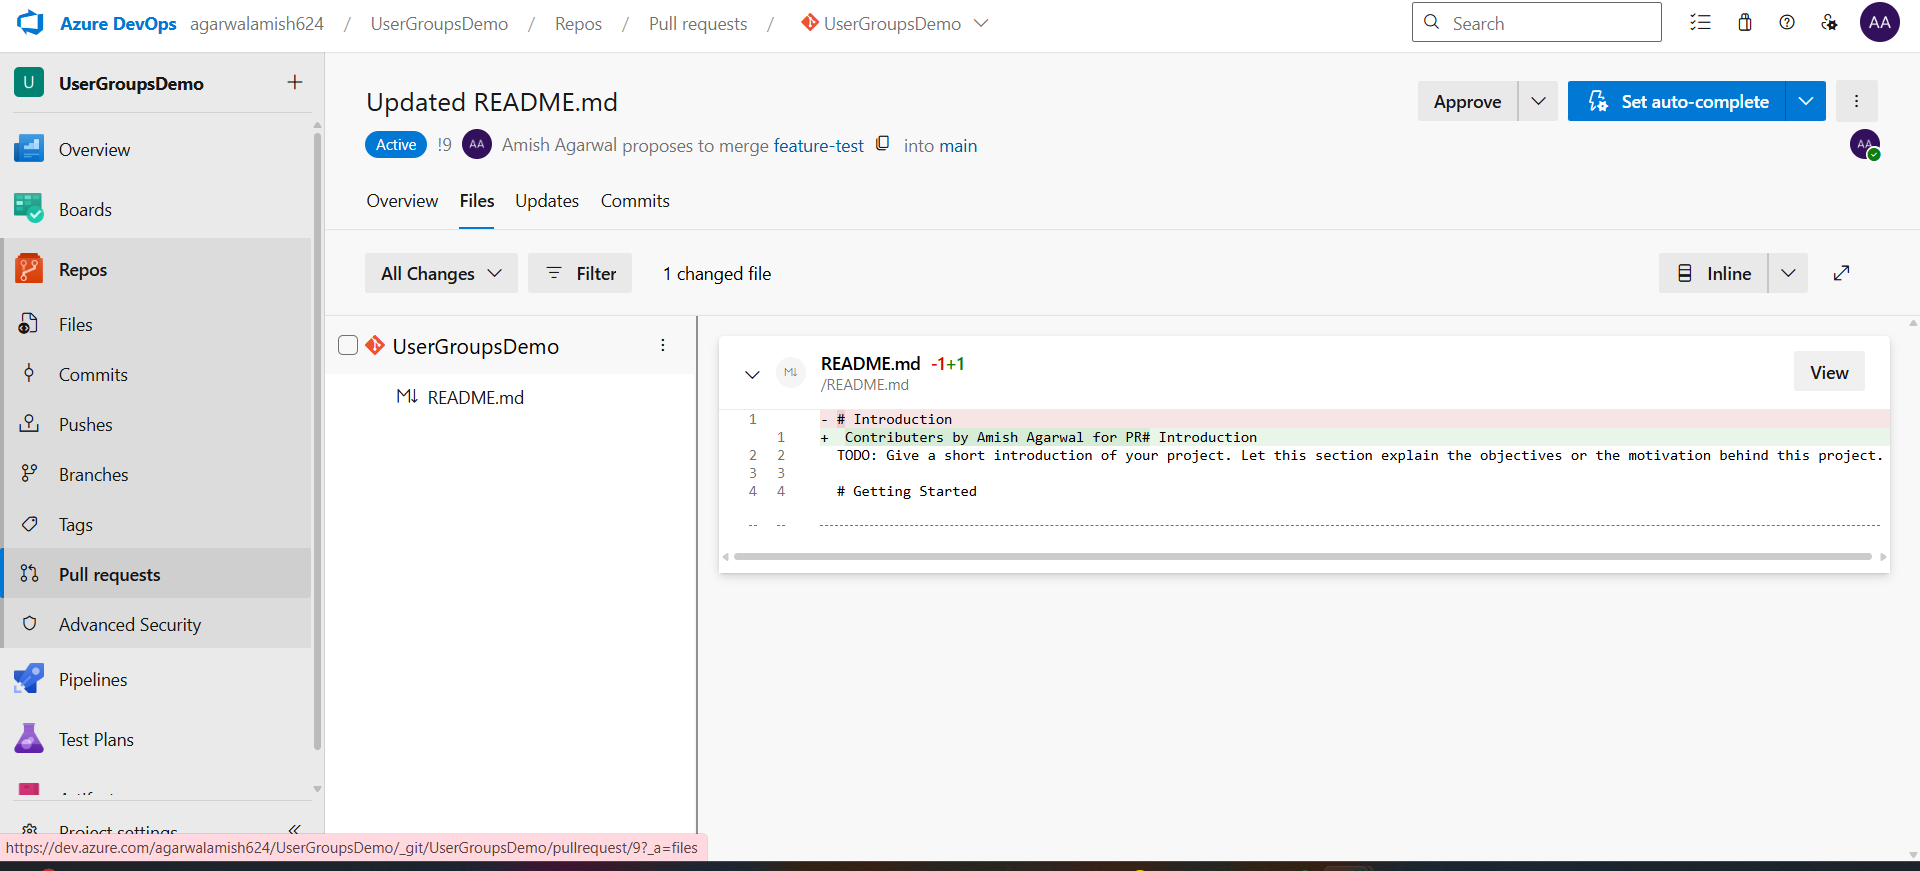 Azure DevOps agarwalamish624 / UserGroupsDemo / Repos / Pull requests / UserGroupsDemo
Search
AA
U UserGroupsDemo
Overview
Boards
Repos
Files
Commits
Pushes
Branches
Tags
Pull requests
Advanced Security
Pipelines
Test Plans
Project settings
Updated README.md
Approve
Set auto-complete
Active !9 AA Amish Agarwal proposes to merge feature-test into main
AA
Overview Files Updates Commits
All Changes Filter 1 changed file
Inline
UserGroupsDemo
M↓ README.md
M↓ README.md -1+1
/README.md
View
1 - # Introduction
1 + Contributers by Amish Agarwal for PR# Introduction
2 2 TODO: Give a short introduction of your project. Let this section explain the objectives or the motivation behind this project.
3 3
4 4 # Getting Started
-- --
https://dev.azure.com/agarwalamish624/UserGroupsDemo/_git/UserGroupsDemo/pullrequest/9?_a=files